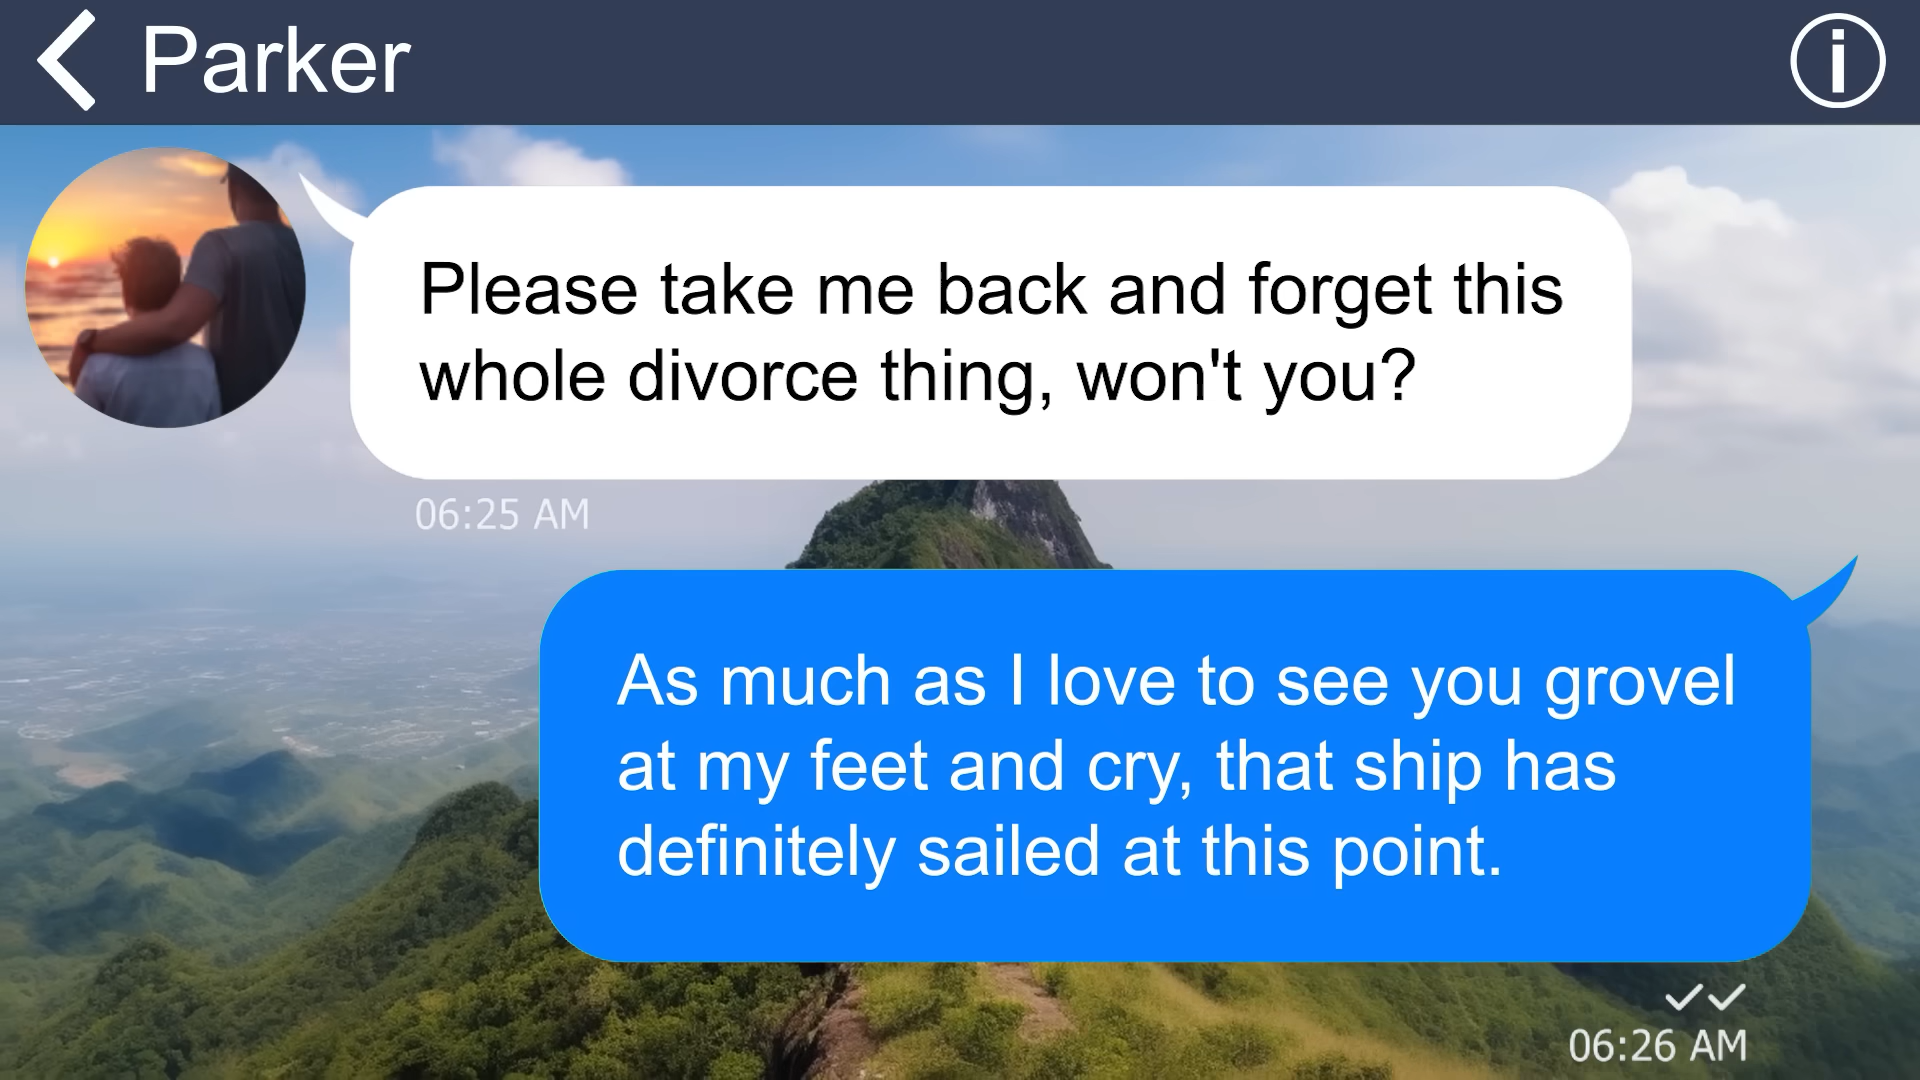 Parker
Please take me back and forget this
whole divorce thing, won't you?
06:25 AM
As much as I love to see you grovel
at my feet and cry, that ship has
definitely sailed at this point.
06:26 AM